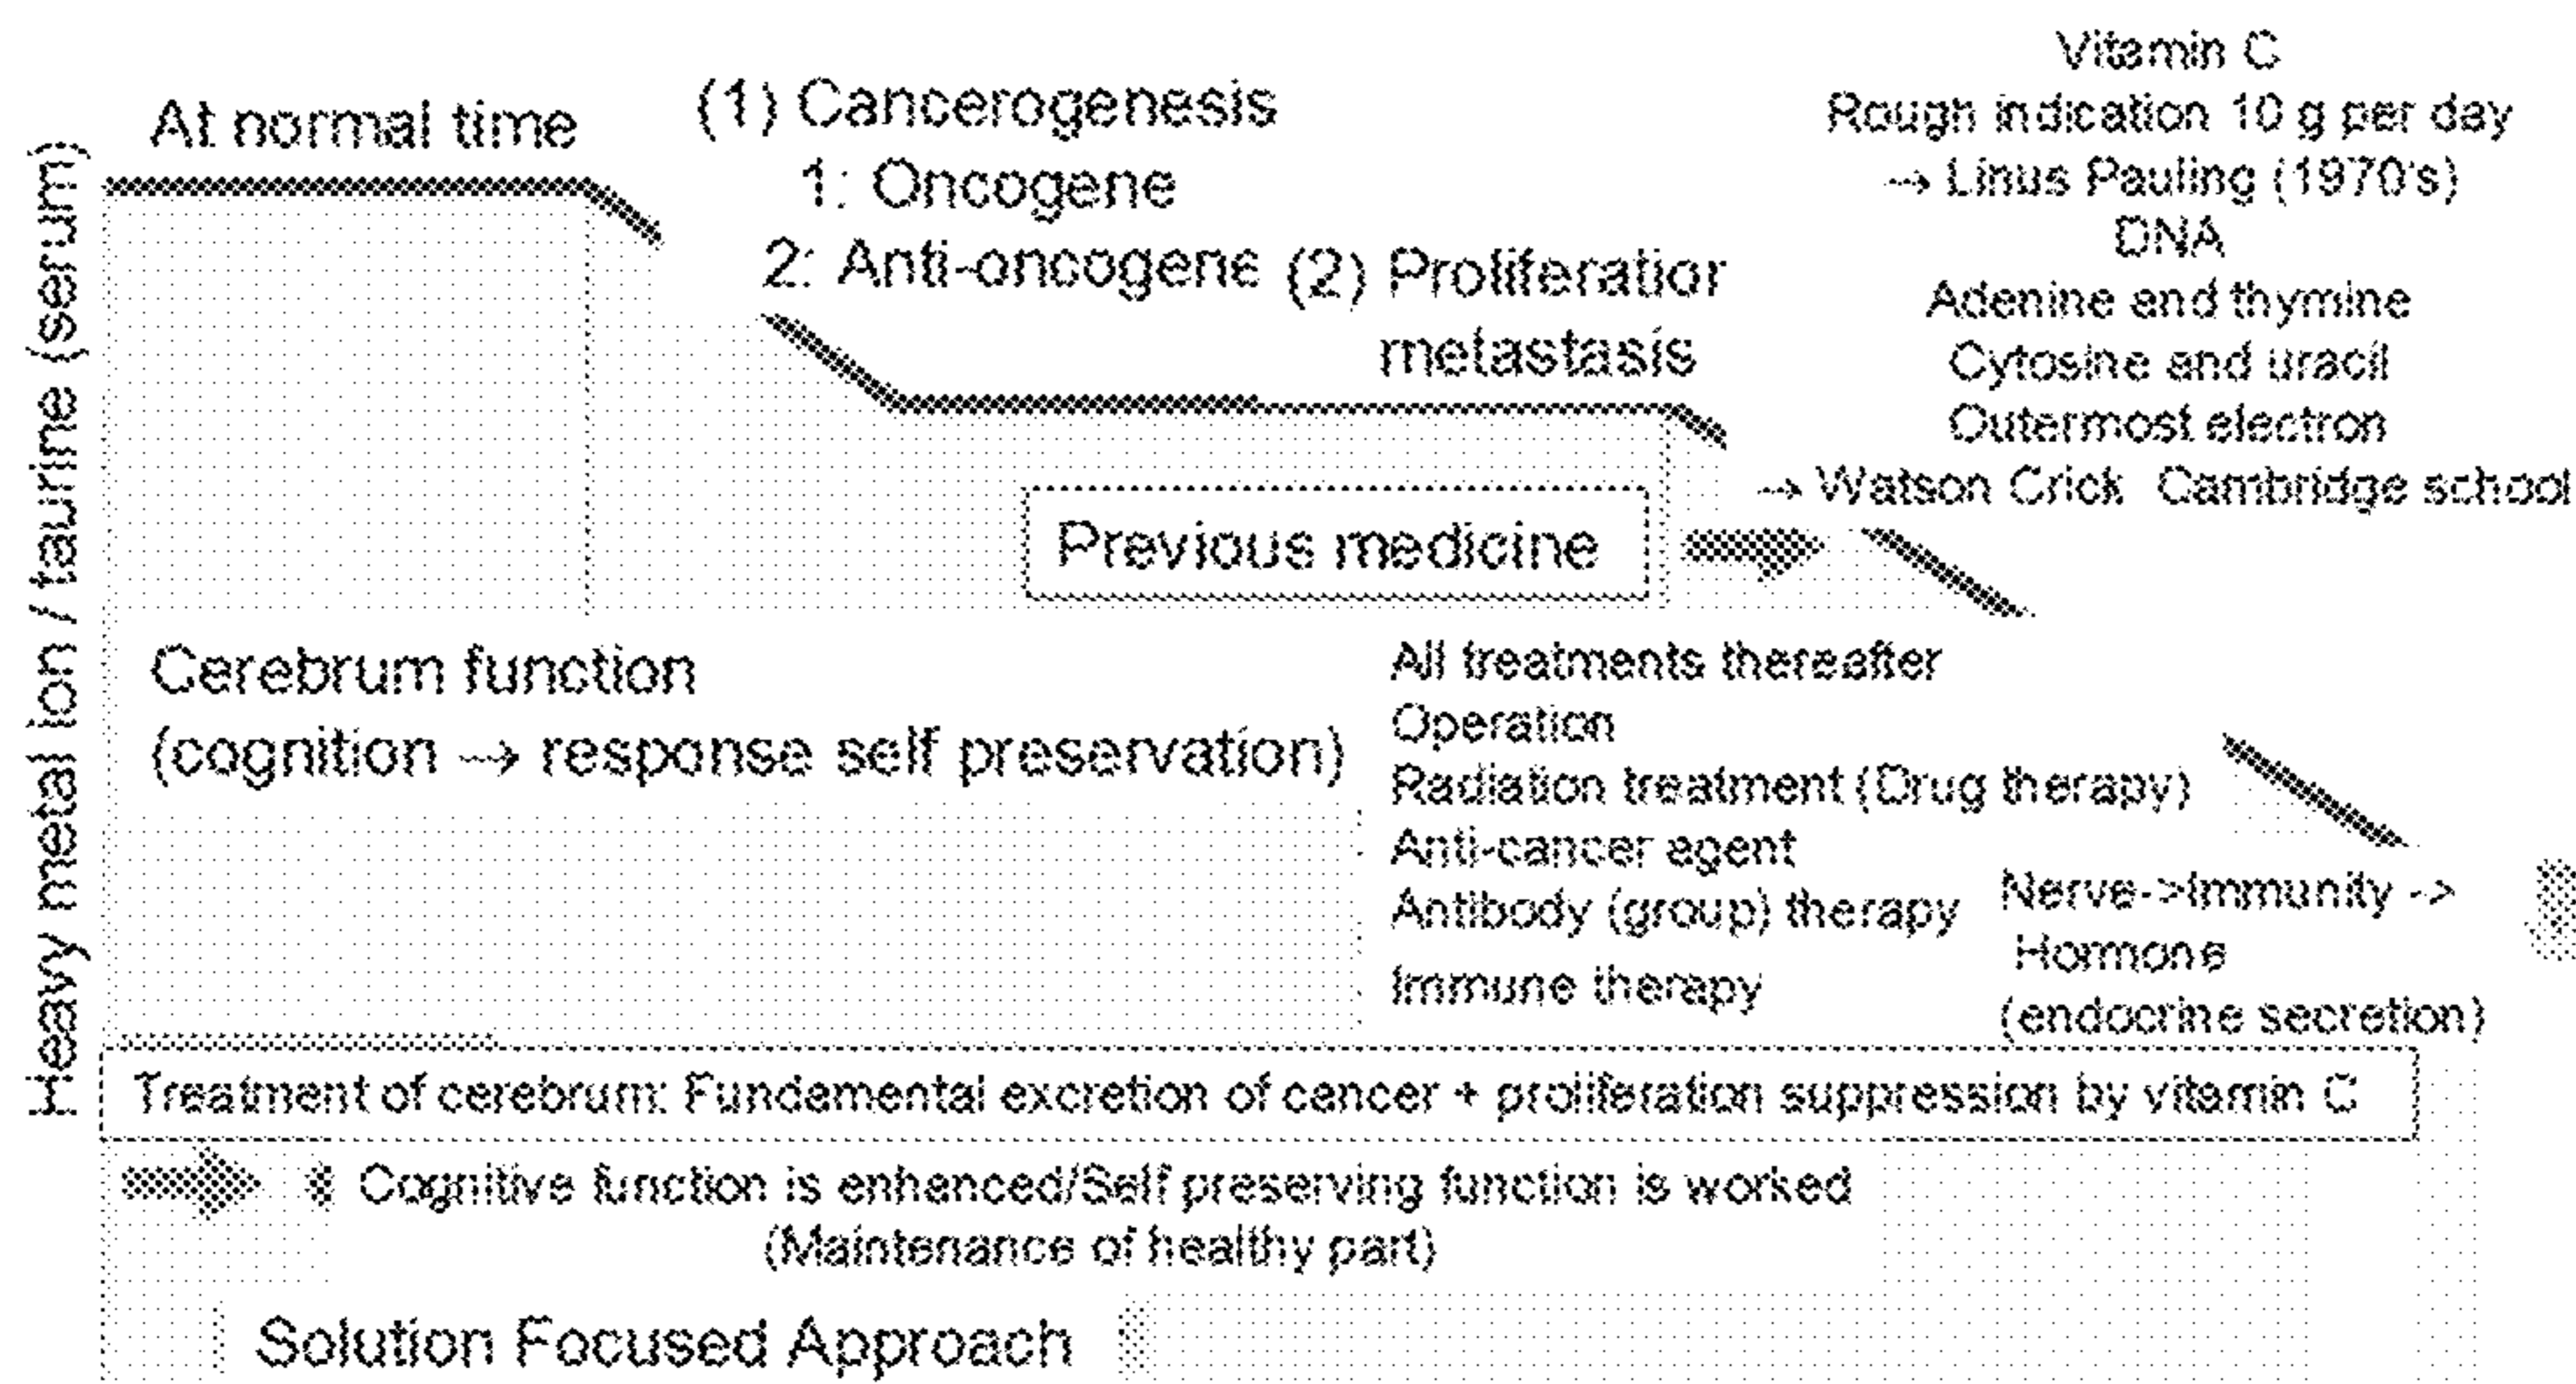 Vitamin C
Rough indication 10 g per day
→ Linus Pauling (1970's)
DNA
Adenine and thymine
Cytosine and uracil
Outermost electron
→ Watson Crick Cambridge school
At normal time
(1) Cancerogenesis
1: Oncogene
2: Anti-oncogene
(2) Proliferation
metastasis
Heavy metal ion / taurine (serum)
Previous medicine
Cerebrum function
(cognition → response self preservation)
All treatments thereafter
Operation
Radiation treatment (Drug therapy)
Anti-cancer agent
Antibody (group) therapy
Immune therapy
Nerve->Immunity ->
Hormone
(endocrine secretion)
Treatment of cerebrum: Fundamental excretion of cancer + proliferation suppression by vitamin C
Cognitive function is enhanced/Self preserving function is worked
(Maintenance of healthy part)
Solution Focused Approach